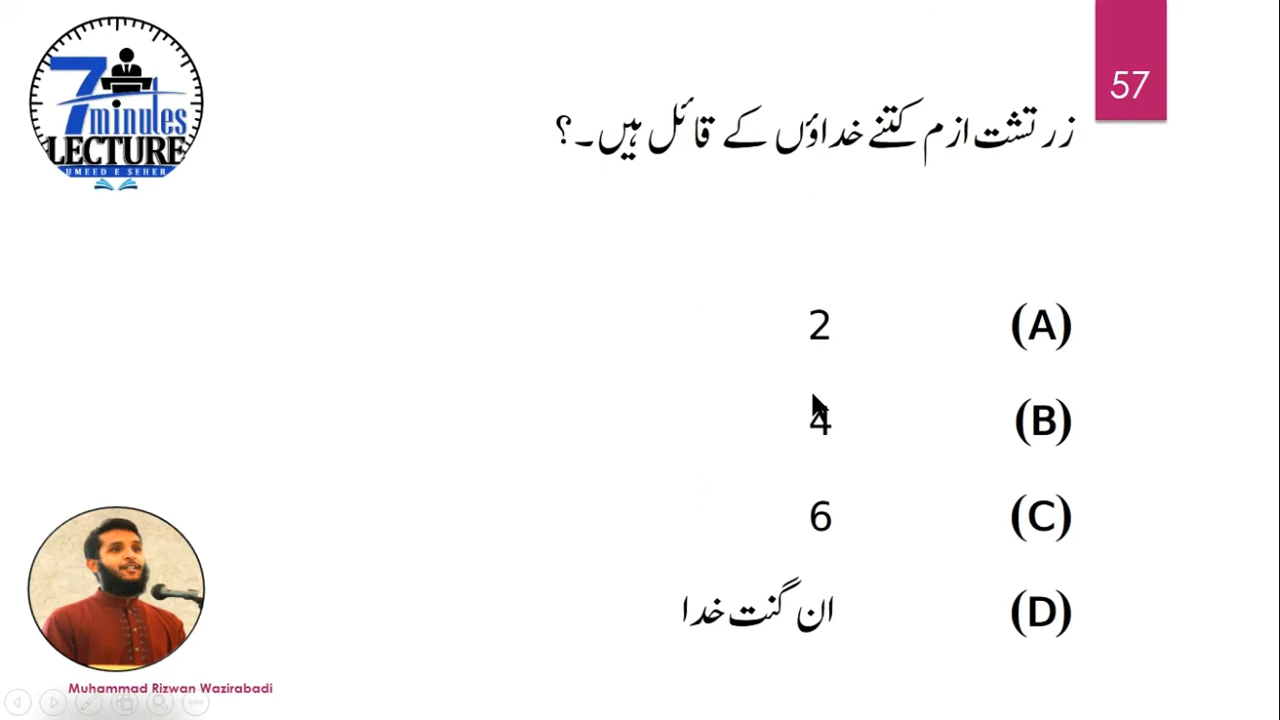 7
minutes
LECTURE
UMEED E SEHER
57
زرتشت ازم کتنے خداؤں کے قائل ہیں۔؟
(A) 2
(B) 4
(C) 6
(D) ان گنت خدا
Muhammad Rizwan Wazirabadi